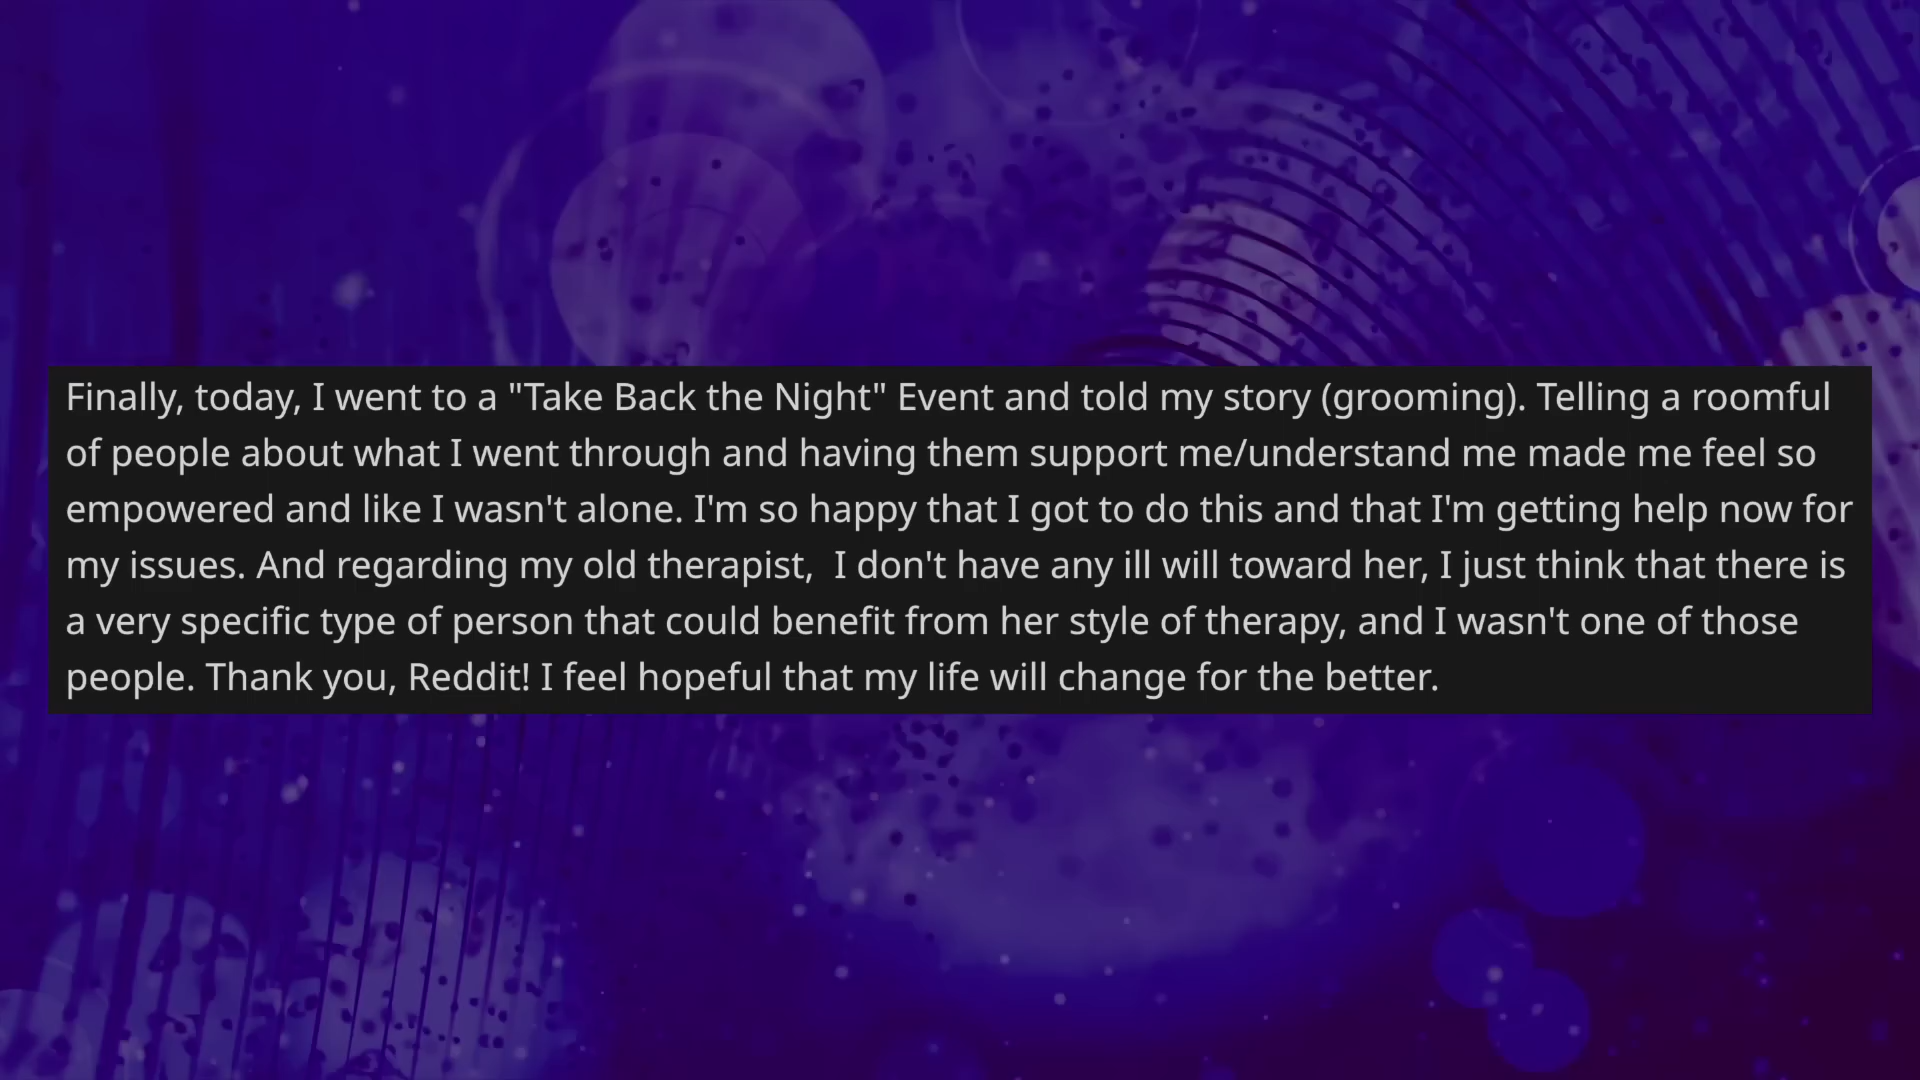 Finally, today, I went to a "Take Back the Night" Event and told my story (grooming). Telling a roomful
of people about what I went through and having them support me/understand me made me feel so
empowered and like I wasn't alone. I'm so happy that I got to do this and that I'm getting help now for
my issues. And regarding my old therapist,  I don't have any ill will toward her, I just think that there is
a very specific type of person that could benefit from her style of therapy, and I wasn't one of those
people. Thank you, Reddit! I feel hopeful that my life will change for the better.